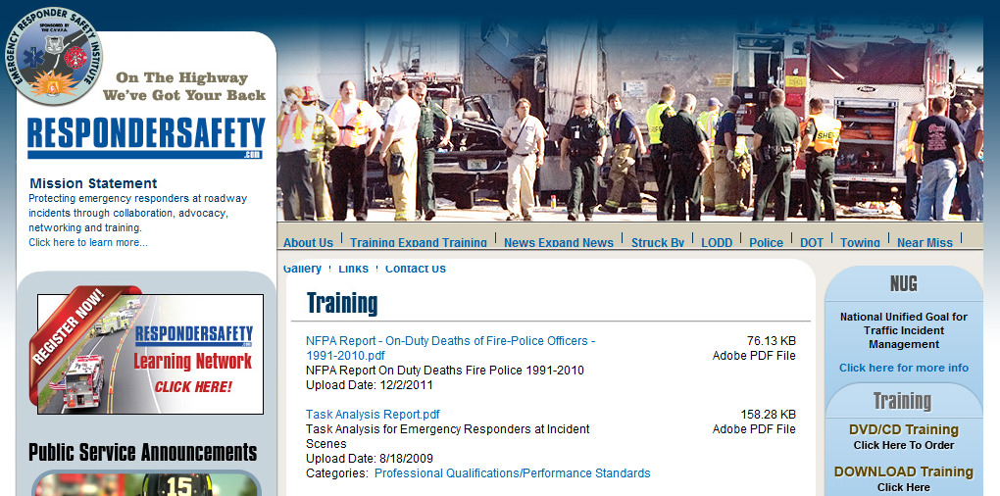 EMERGENCY RESPONDER SAFETY INSTITUTE
SPONSORED BY
THE C.V.V.F.A.
On The Highway
We've Got Your Back
RESPONDERSAFETY
.com
Mission Statement
Protecting emergency responders at roadway
incidents through collaboration, advocacy,
networking and training.
Click here to learn more...
SHERI
About Us
Training Expand Training
News Expand News
Struck By
LODD
Police
DOT
Towing
Near Miss
Gallery
Links
Contact Us
REGISTER NOW!
RESPONDERSAFETY
.com
Learning Network
CLICK HERE!
Public Service Announcements
15
Training
NFPA Report - On-Duty Deaths of Fire-Police Officers -
1991-2010.pdf
76.13 KB
Adobe PDF File
NFPA Report On Duty Deaths Fire Police 1991-2010
Upload Date: 12/2/2011
Task Analysis Report.pdf
158.28 KB
Adobe PDF File
Task Analysis for Emergency Responders at Incident
Scenes
Upload Date: 8/18/2009
Categories: Professional Qualifications/Performance Standards
NUG
National Unified Goal for
Traffic Incident
Management
Click here for more info
Training
DVD/CD Training
Click Here To Order
DOWNLOAD Training
Click Here